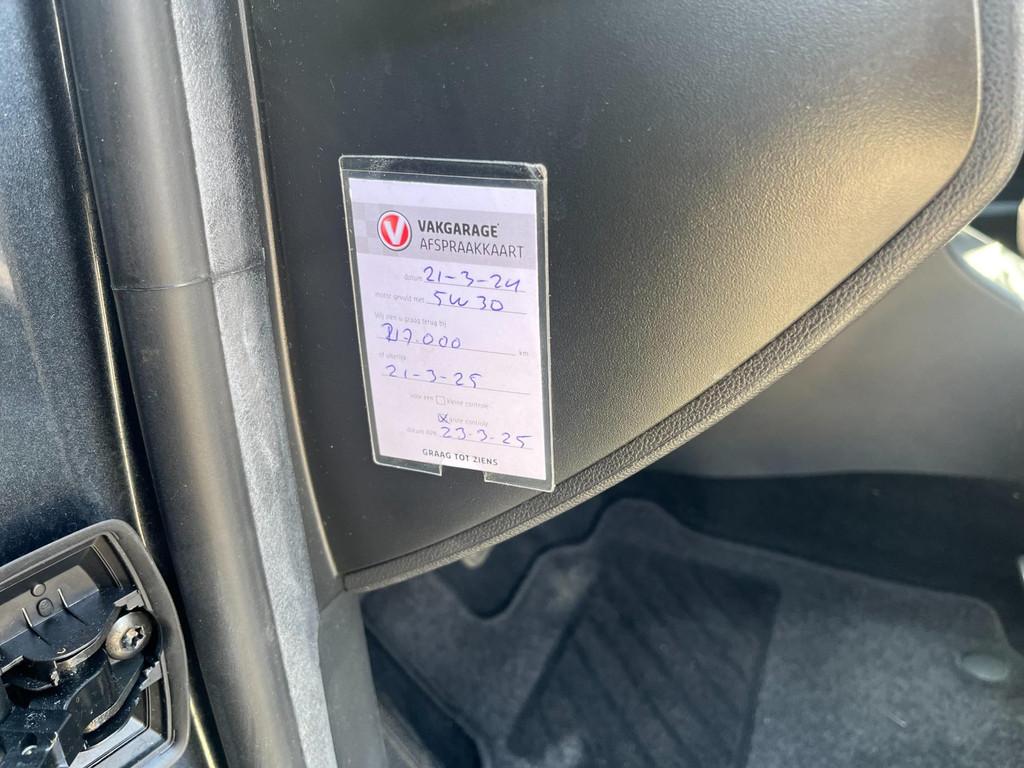 V VAKGARAGE
AFSPRAAKKAART
datum 21-3-24
motor gevuld met 5W30
Wij zien u graag terug bij
217.000 km
of uiterlijk
21-3-25
voor een kleine controle
grote controle
datum APK 23-3-25
GRAAG TOT ZIENS